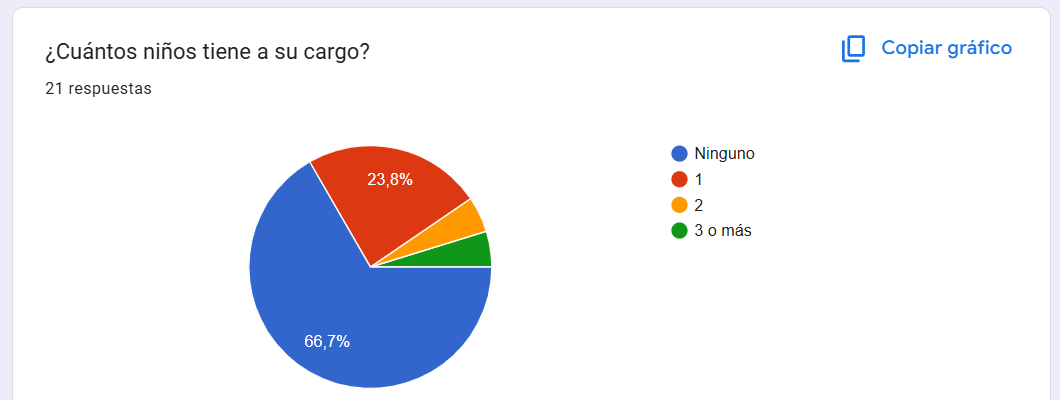 ¿Cuántos niños tiene a su cargo?
Copiar gráfico
21 respuestas
Ninguno
1
2
3 o más
23,8%
66,7%